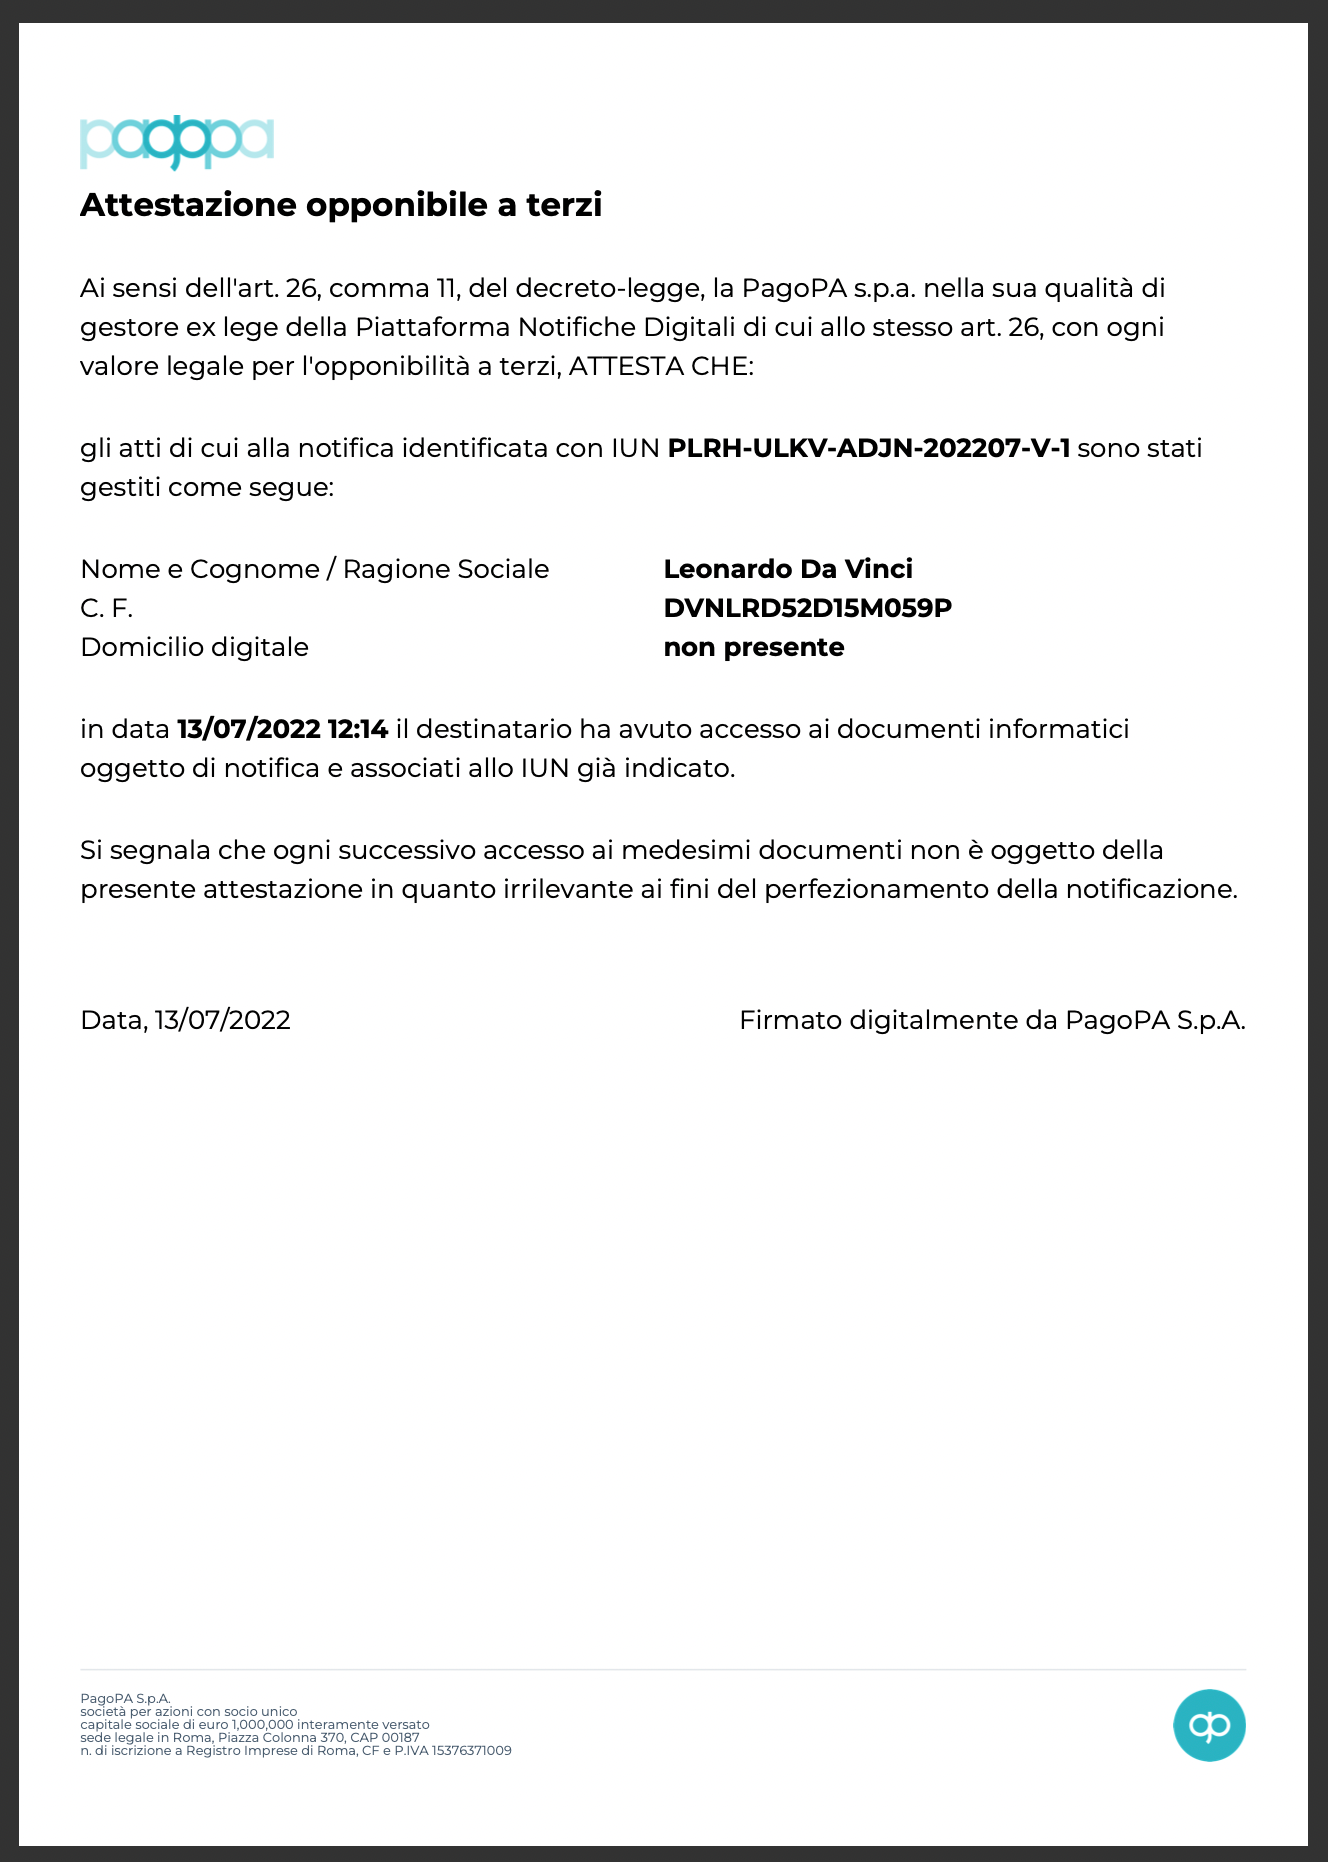 pagopa
Attestazione opponibile a terzi
Ai sensi dell'art. 26, comma 11, del decreto-legge, la PagoPA s.p.a. nella sua qualità di
gestore ex lege della Piattaforma Notifiche Digitali di cui allo stesso art. 26, con ogni
valore legale per l'opponibilità a terzi, ATTESTA CHE:
gli atti di cui alla notifica identificata con IUN PLRH-ULKV-ADJN-202207-V-1 sono stati
gestiti come segue:
Nome e Cognome / Ragione Sociale Leonardo Da Vinci
C. F. DVNLRD52D15M059P
Domicilio digitale non presente
in data 13/07/2022 12:14 il destinatario ha avuto accesso ai documenti informatici
oggetto di notifica e associati allo IUN già indicato.
Si segnala che ogni successivo accesso ai medesimi documenti non è oggetto della
presente attestazione in quanto irrilevante ai fini del perfezionamento della notificazione.
Data, 13/07/2022 Firmato digitalmente da PagoPA S.p.A.
PagoPA S.p.A.
società per azioni con socio unico
capitale sociale di euro 1,000,000 interamente versato
sede legale in Roma, Piazza Colonna 370, CAP 00187
n. di iscrizione a Registro Imprese di Roma, CF e P.IVA 15376371009